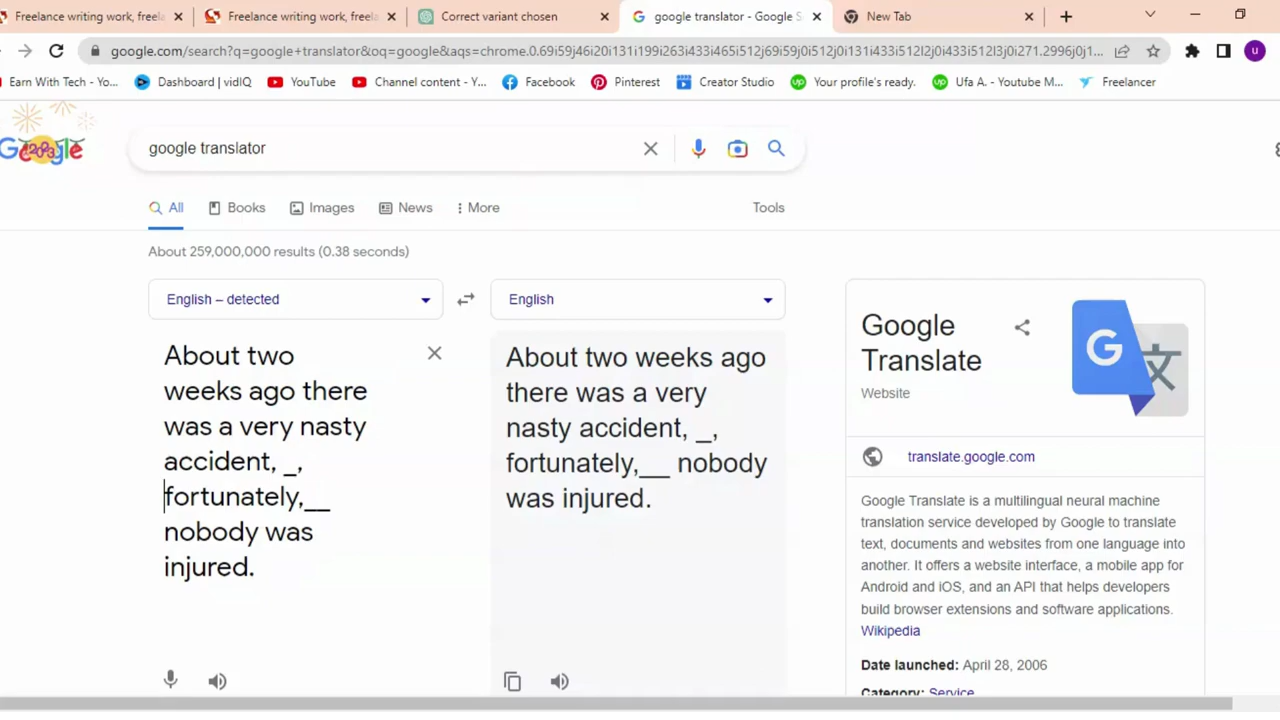 Freelance writing work, freela
Freelance writing work, freela
Correct variant chosen
google translator - Google S
New Tab
google.com/search?q=google+translator&oq=google&aqs=chrome.0.69i59j46i20i131i199i263i433i465i512j69i59j0i512j0i131i433i512l2j0i433i512l3j0i271.2996j0j1...
u
Earn With Tech - Yo...
Dashboard | vidIQ
YouTube
Channel content - Y...
Facebook
Pinterest
Creator Studio
Your profile's ready.
Ufa A. - Youtube M...
Freelancer
google translator
All
Books
Images
News
More
Tools
About 259,000,000 results (0.38 seconds)
English – detected
English
About two
weeks ago there
was a very nasty
accident, _,
fortunately,__
nobody was
injured.
About two weeks ago
there was a very
nasty accident, _,
fortunately,__ nobody
was injured.
Google
Translate
Website
translate.google.com
Google Translate is a multilingual neural machine
translation service developed by Google to translate
text, documents and websites from one language into
another. It offers a website interface, a mobile app for
Android and iOS, and an API that helps developers
build browser extensions and software applications.
Wikipedia
Date launched: April 28, 2006
Category: Service